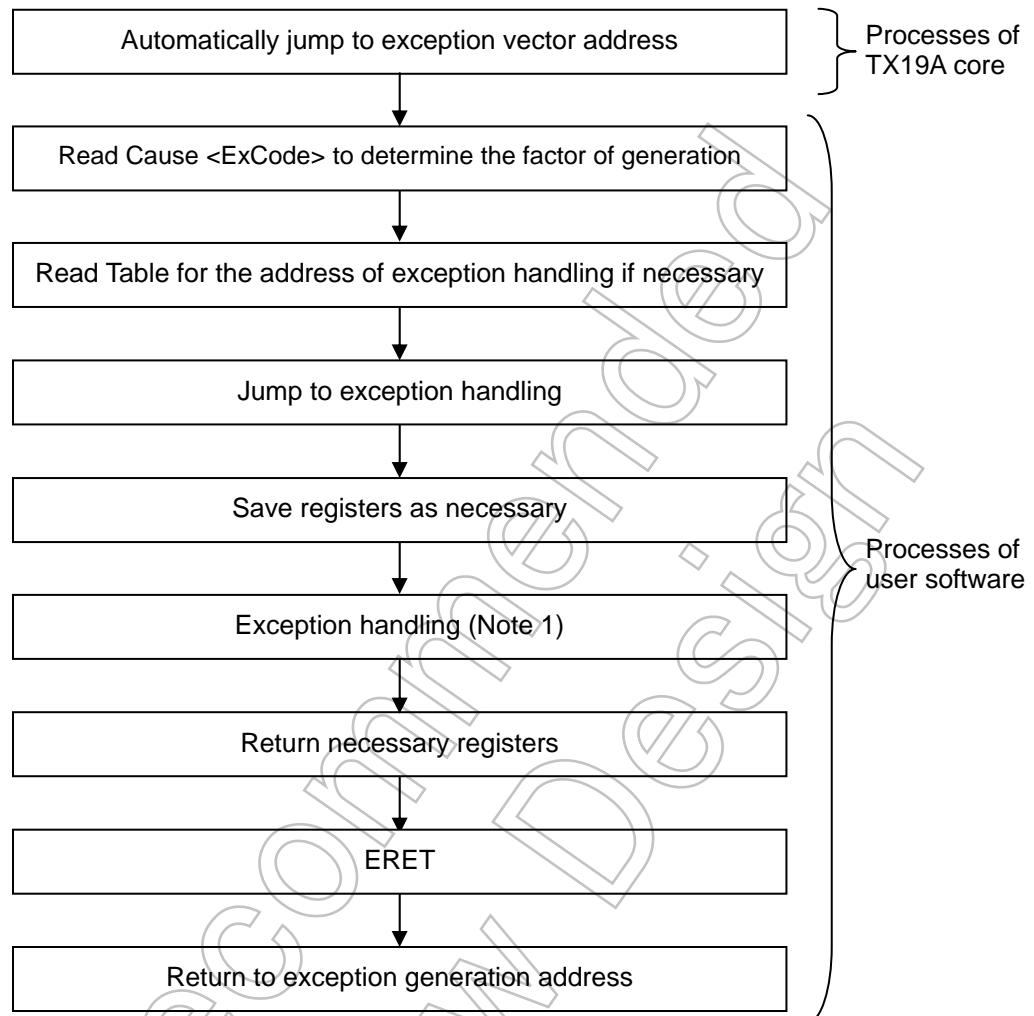 Automatically jump to exception vector address
Processes of
TX19A core
Read Cause <ExCode> to determine the factor of generation
Read Table for the address of exception handling if necessary
Jump to exception handling
Save registers as necessary
Processes of
user software
Exception handling (Note 1)
Return necessary registers
ERET
Return to exception generation address
ecommended
w Design